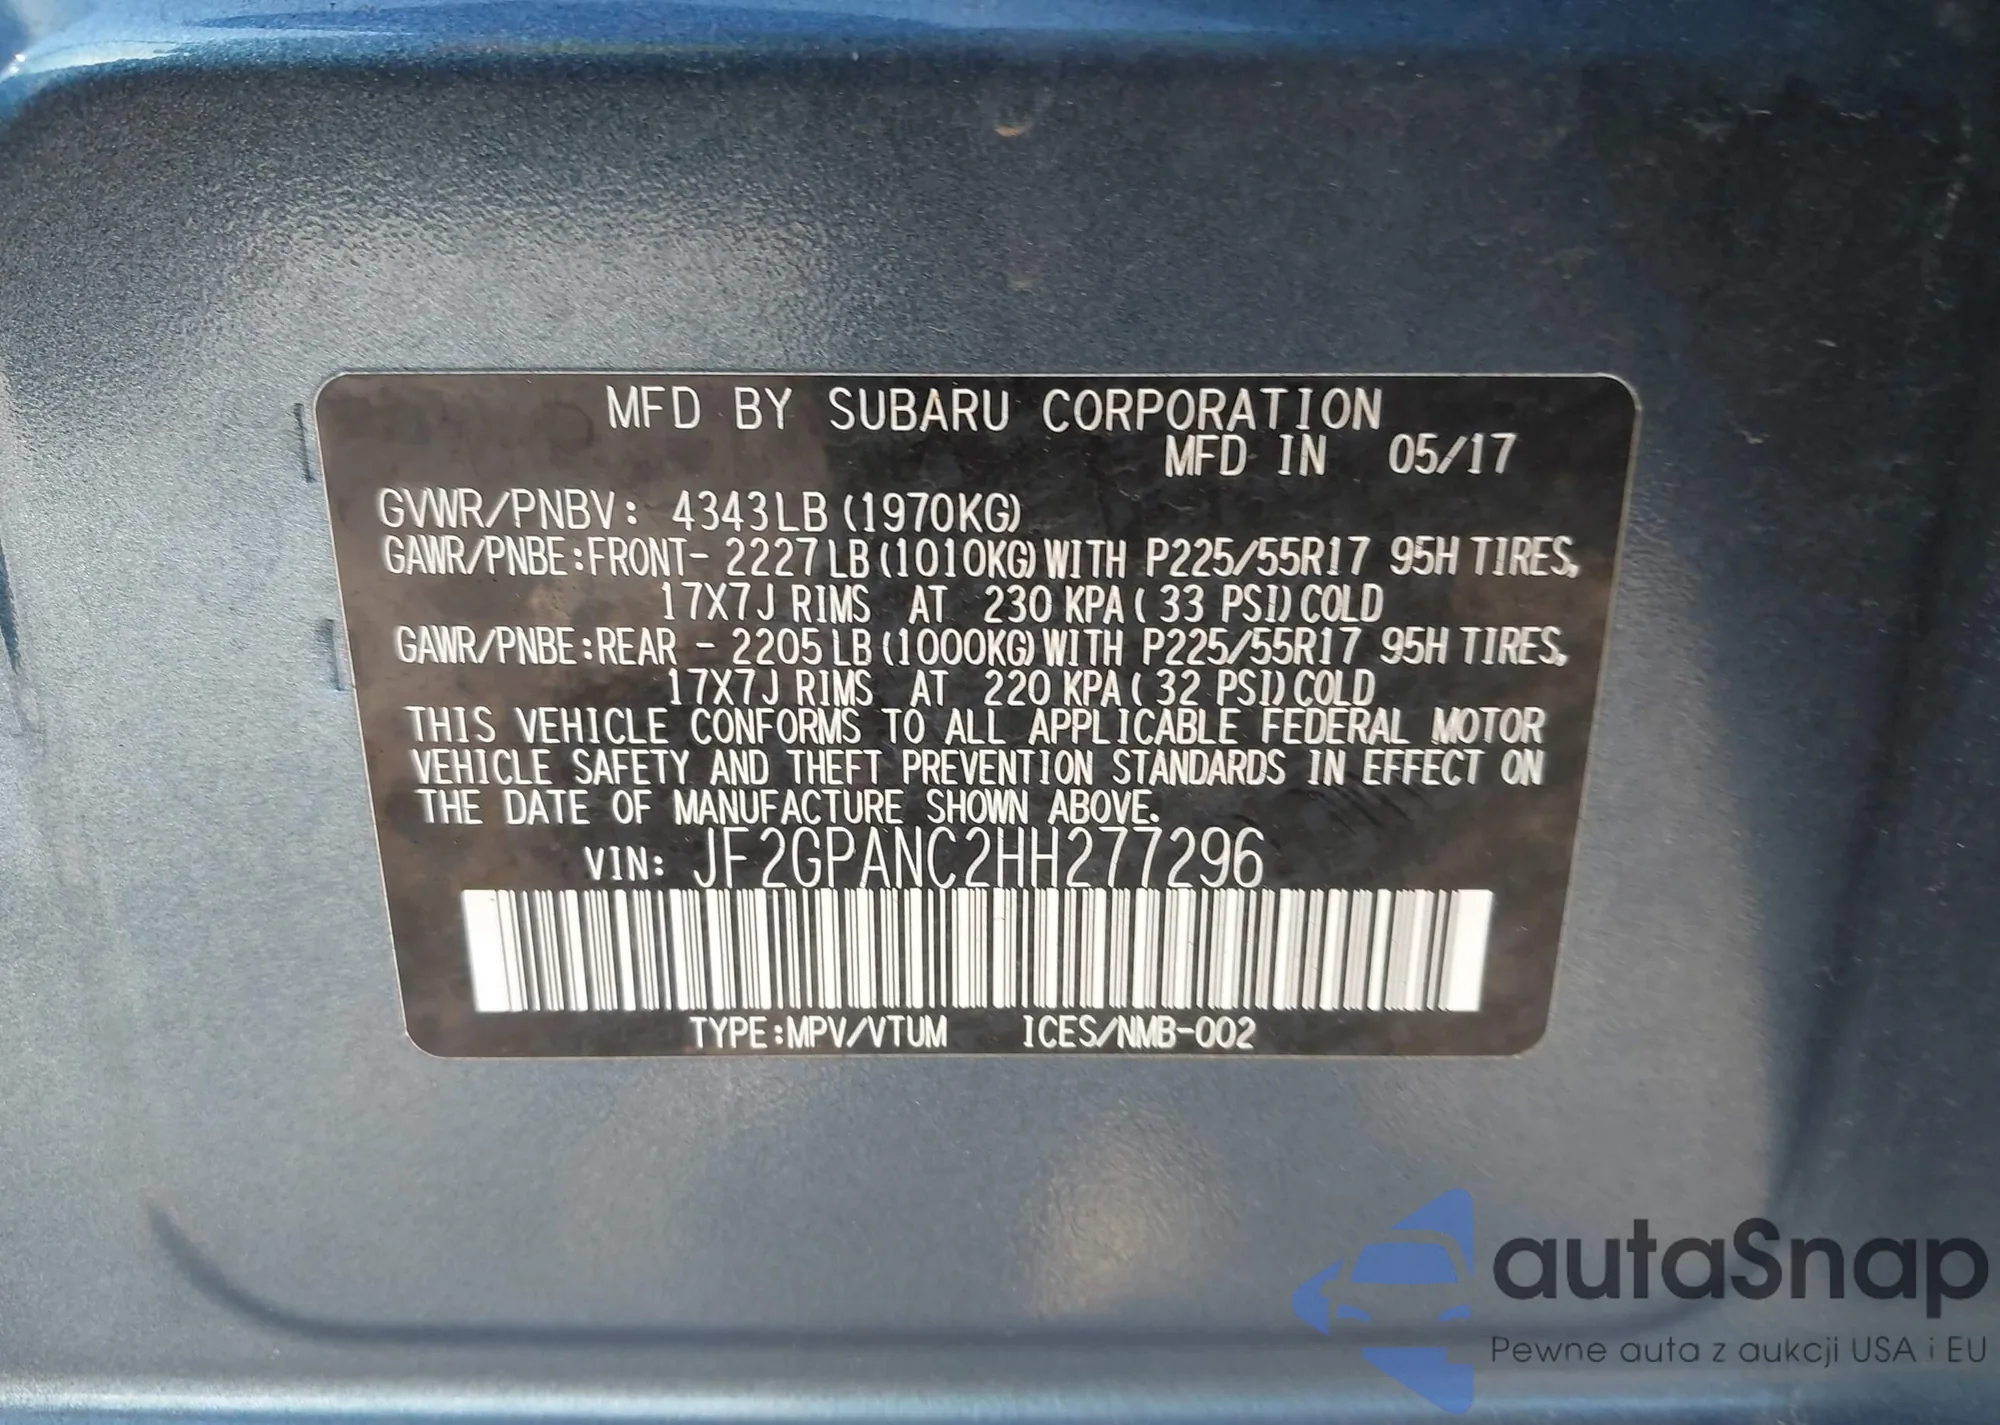 MFD BY SUBARU CORPORATION
MFD IN 05/17
GVWR/PNBV: 4343LB (1970KG)
GAWR/PNBE:FRONT- 2227LB(1010KG)WITH P225/55R17 95H TIRES,
17X7J RIMS AT 230 KPA( 33 PSI)COLD
GAWR/PNBE:REAR - 2205LB(1000KG)WITH P225/55R17 95H TIRES,
17X7J RIMS AT 220 KPA( 32 PSI)COLD
THIS VEHICLE CONFORMS TO ALL APPLICABLE FEDERAL MOTOR
VEHICLE SAFETY AND THEFT PREVENTION STANDARDS IN EFFECT ON
THE DATE OF MANUFACTURE SHOWN ABOVE.
VIN: JF2GPANC2HH277296
TYPE:MPV/VTUM ICES/NMB-002
autaSnap
Pewne auta z aukcji USA i EU